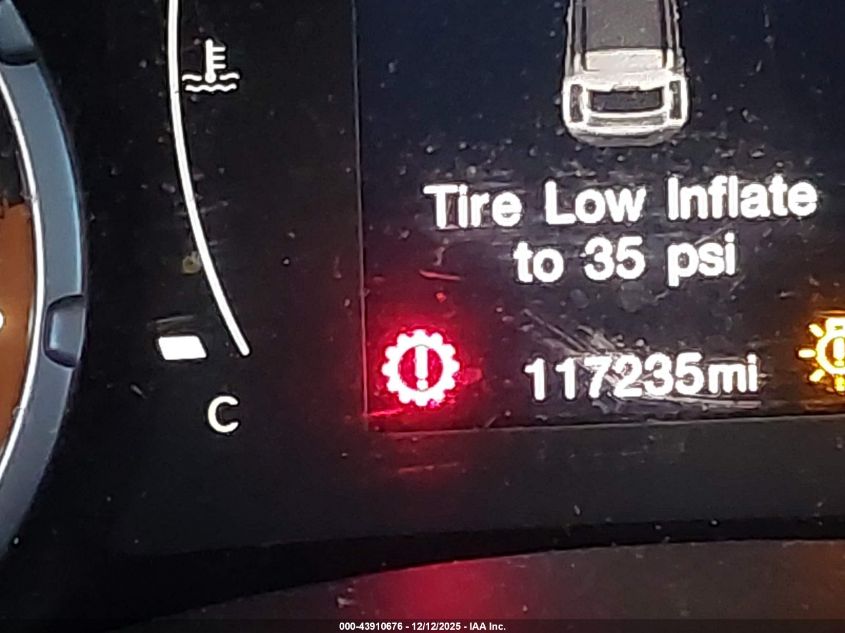 Tire Low Inflate
to 35 psi
117235mi
C
000-43910676 - 12/12/2025 - IAA Inc.